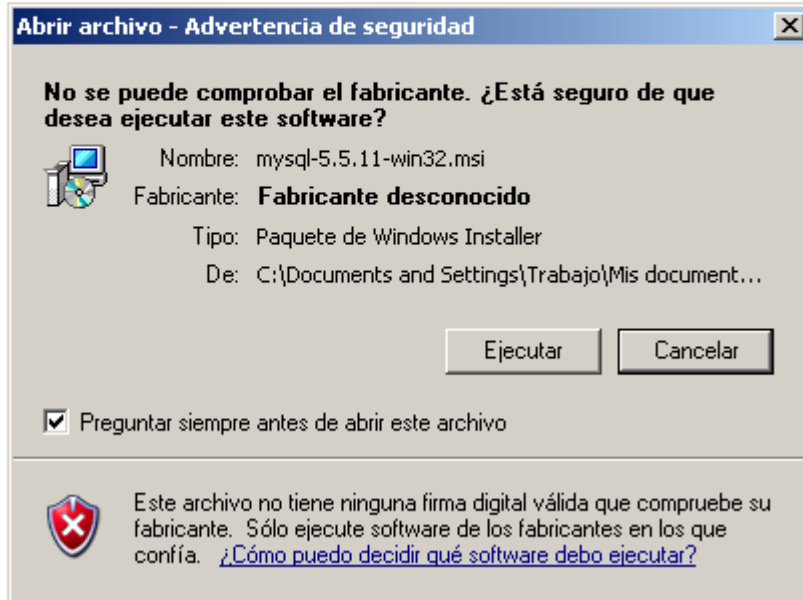 Abrir archivo - Advertencia de seguridad
No se puede comprobar el fabricante. ¿Está seguro de que
desea ejecutar este software?
Nombre: mysql-5.5.11-win32.msi
Fabricante: Fabricante desconocido
Tipo: Paquete de Windows Installer
De: C:\Documents and Settings\Trabajo\Mis document...
Ejecutar Cancelar
Preguntar siempre antes de abrir este archivo
Este archivo no tiene ninguna firma digital válida que compruebe su
fabricante. Sólo ejecute software de los fabricantes en los que
confía. ¿Cómo puedo decidir qué software debo ejecutar?